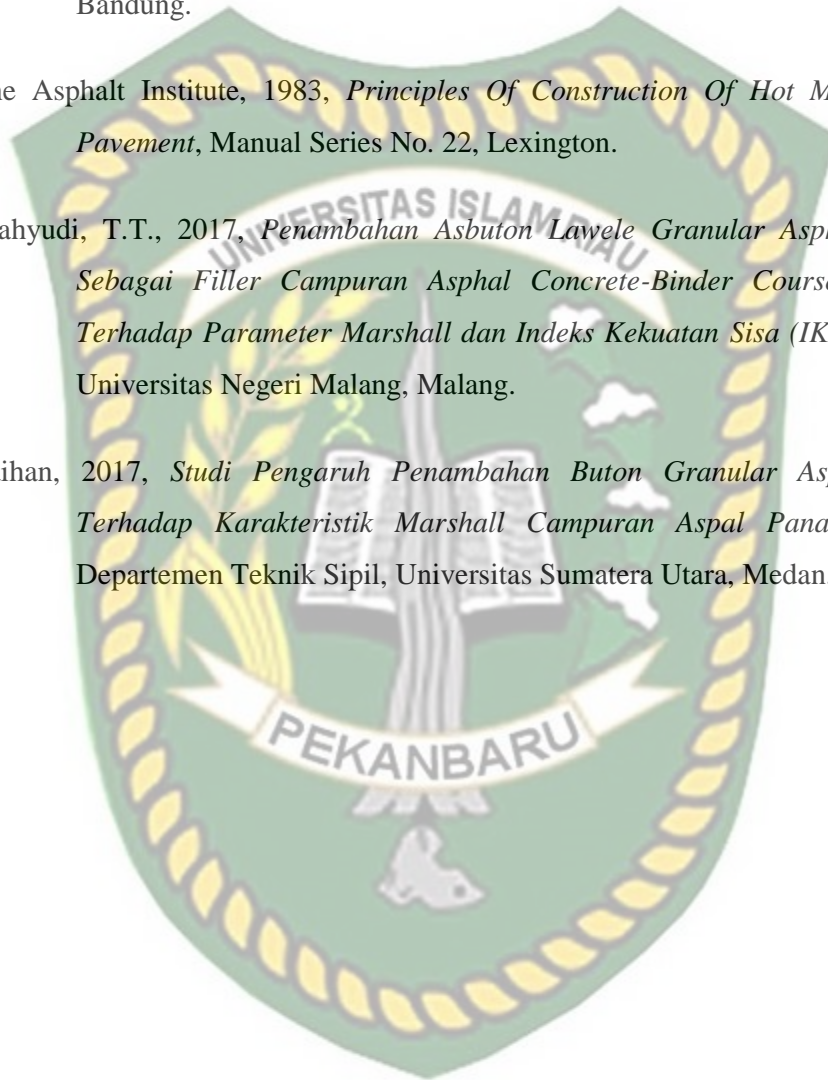 Bandung.
he Asphalt Institute, 1983, Principles Of Construction Of Hot M
Pavement, Manual Series No. 22, Lexington.
UNIVERSITAS ISLAM RIAU
ahyudi, T.T., 2017, Penambahan Asbuton Lawele Granular Asph
Sebagai Filler Campuran Asphal Concrete-Binder Course
Terhadap Parameter Marshall dan Indeks Kekuatan Sisa (IK
Universitas Negeri Malang, Malang.
ihan, 2017, Studi Pengaruh Penambahan Buton Granular Asp
Terhadap Karakteristik Marshall Campuran Aspal Pana
Departemen Teknik Sipil, Universitas Sumatera Utara, Medan.
PEKANBARU